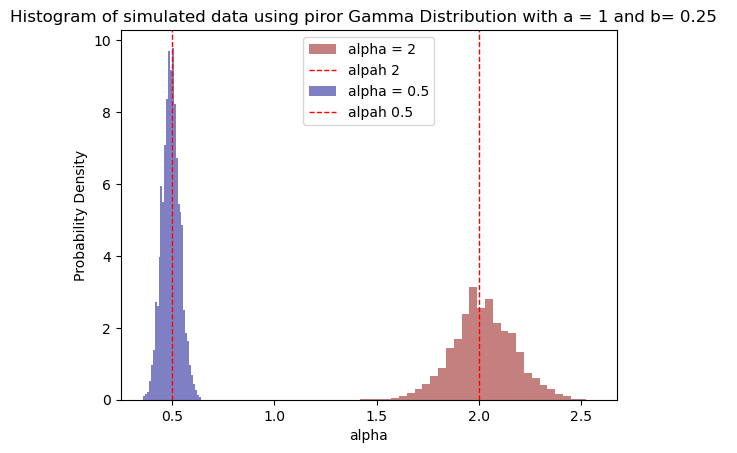 Histogram of simulated data using piror Gamma Distribution with a = 1 and b= 0.25
alpha = 2
alpah 2
alpha = 0.5
alpah 0.5
Probability Density
10
8
6
4
2
0
0.5 1.0 1.5 2.0 2.5
alpha